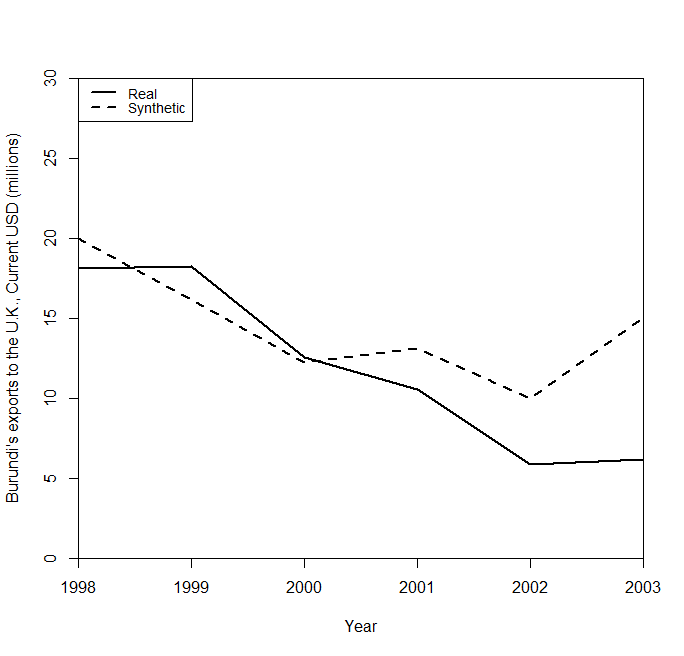 Real
Synthetic
Burundi's exports to the U.K., Current USD (millions)
30
25
20
15
10
5
0
1998 1999 2000 2001 2002 2003
Year